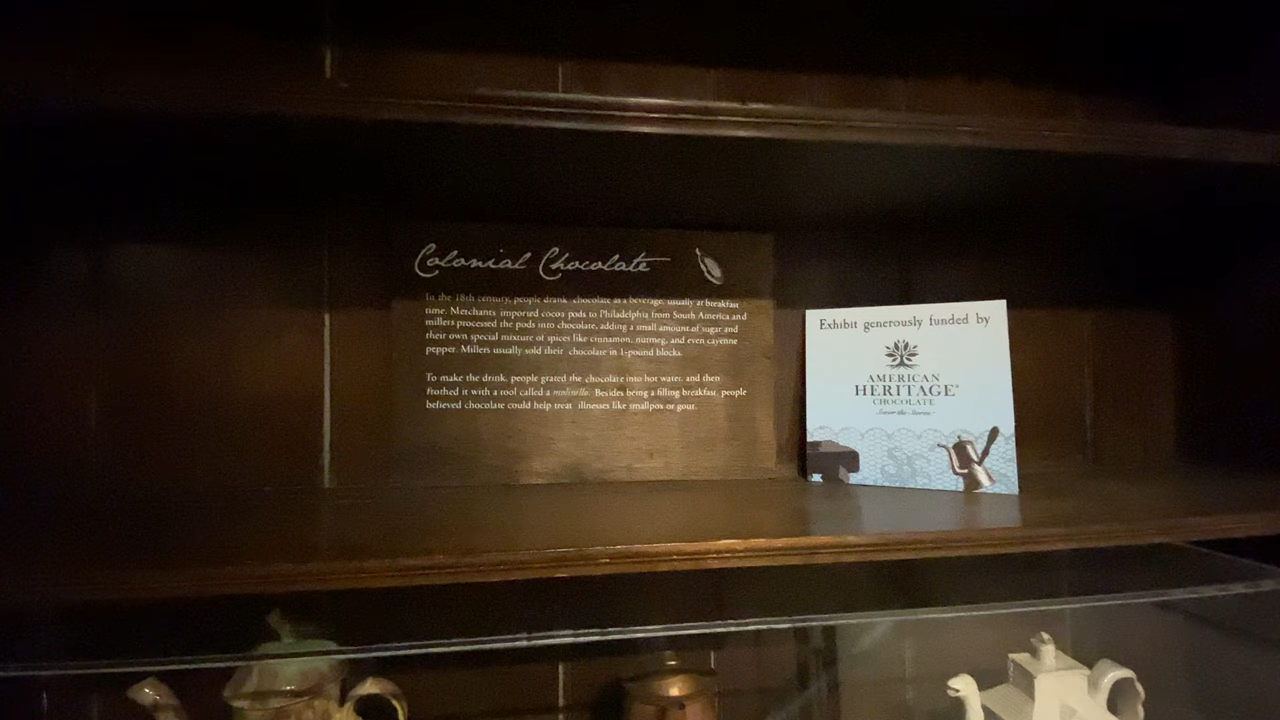 Colonial Chocolate
In the 18th century, people drank chocolate as a beverage, usually at breakfast
time. Merchants imported cocoa pods to Philadelphia from South America and
millers processed the pods into chocolate, adding a small amount of sugar and
their own special mixture of spices like cinnamon, nutmeg, and even cayenne
pepper. Millers usually sold their chocolate in 1-pound blocks.
To make the drink, people grated the chocolate into hot water, and then
frothed it with a tool called a molinillo. Besides being a filling breakfast, people
believed chocolate could help treat illnesses like smallpox or gout.
Exhibit generously funded by
AMERICAN
HERITAGE®
CHOCOLATE
Savor the Stories